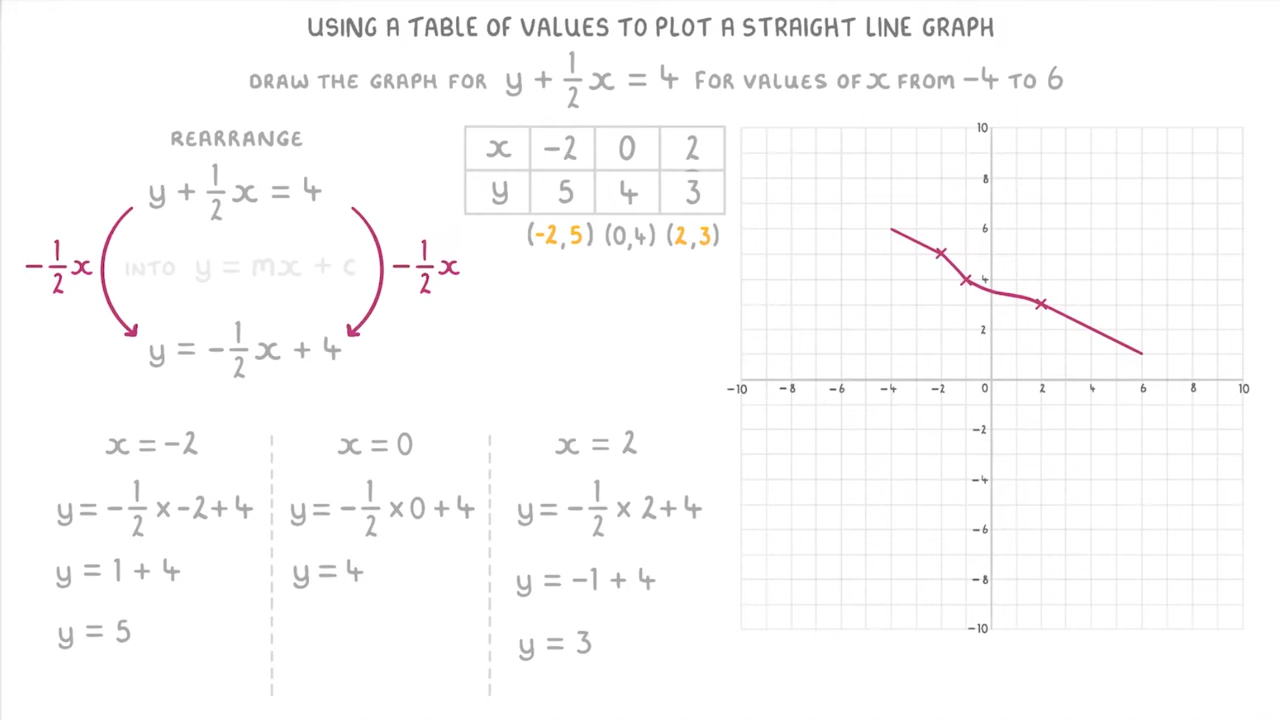 USING A TABLE OF VALUES TO PLOT A STRAIGHT LINE GRAPH
DRAW THE GRAPH FOR y + 1/2 x = 4 FOR VALUES OF x FROM -4 TO 6
REARRANGE
y + 1/2 x = 4
-1/2 x INTO y = mx + c -1/2 x
y = -1/2 x + 4
x -2 0 2
y 5 4 3
(-2,5) (0,4) (2,3)
x = -2
y = -1/2 × -2 + 4
y = 1 + 4
y = 5
x = 0
y = -1/2 × 0 + 4
y = 4
x = 2
y = -1/2 × 2 + 4
y = -1 + 4
y = 3
10
8
6
4
2
-10 -8 -6 -4 -2 0 2 4 6 8 10
-2
-4
-6
-8
-10